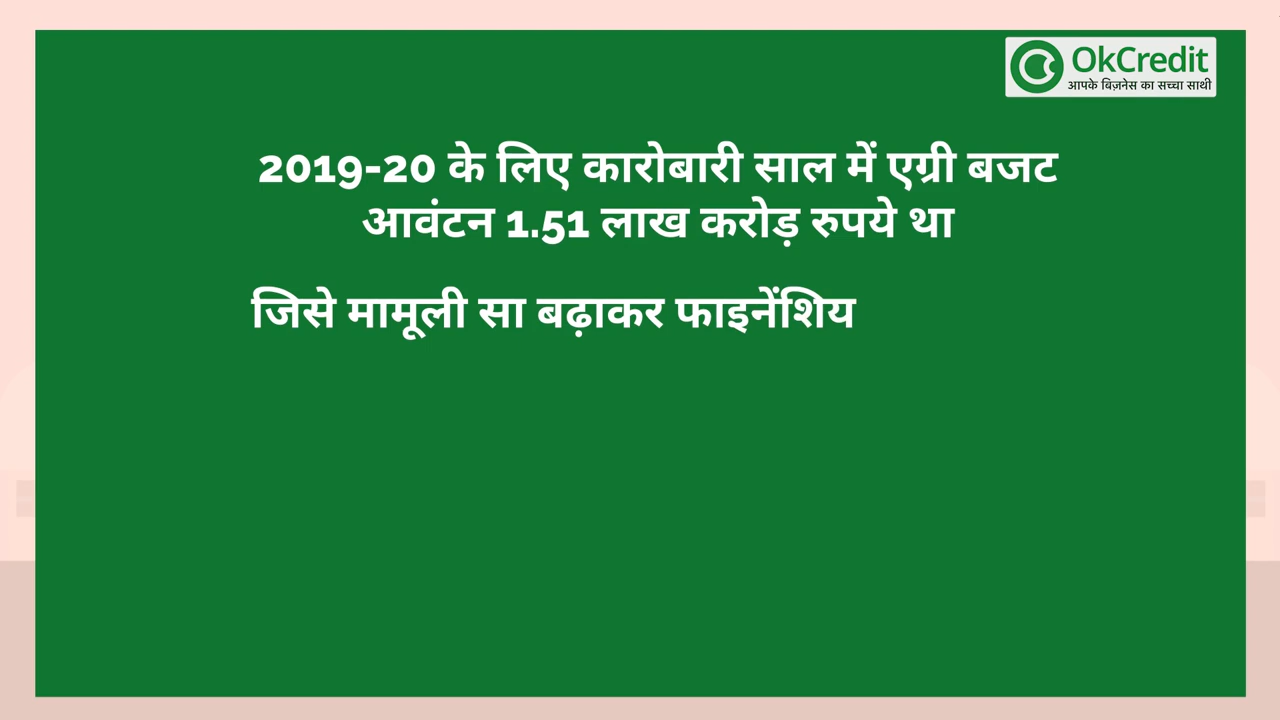 OkCredit
आपके बिज़नेस का सच्चा साथी
2019-20 के लिए कारोबारी साल में एग्री बजट
आवंटन 1.51 लाख करोड़ रुपये था
जिसे मामूली सा बढ़ाकर फाइनेंशिय